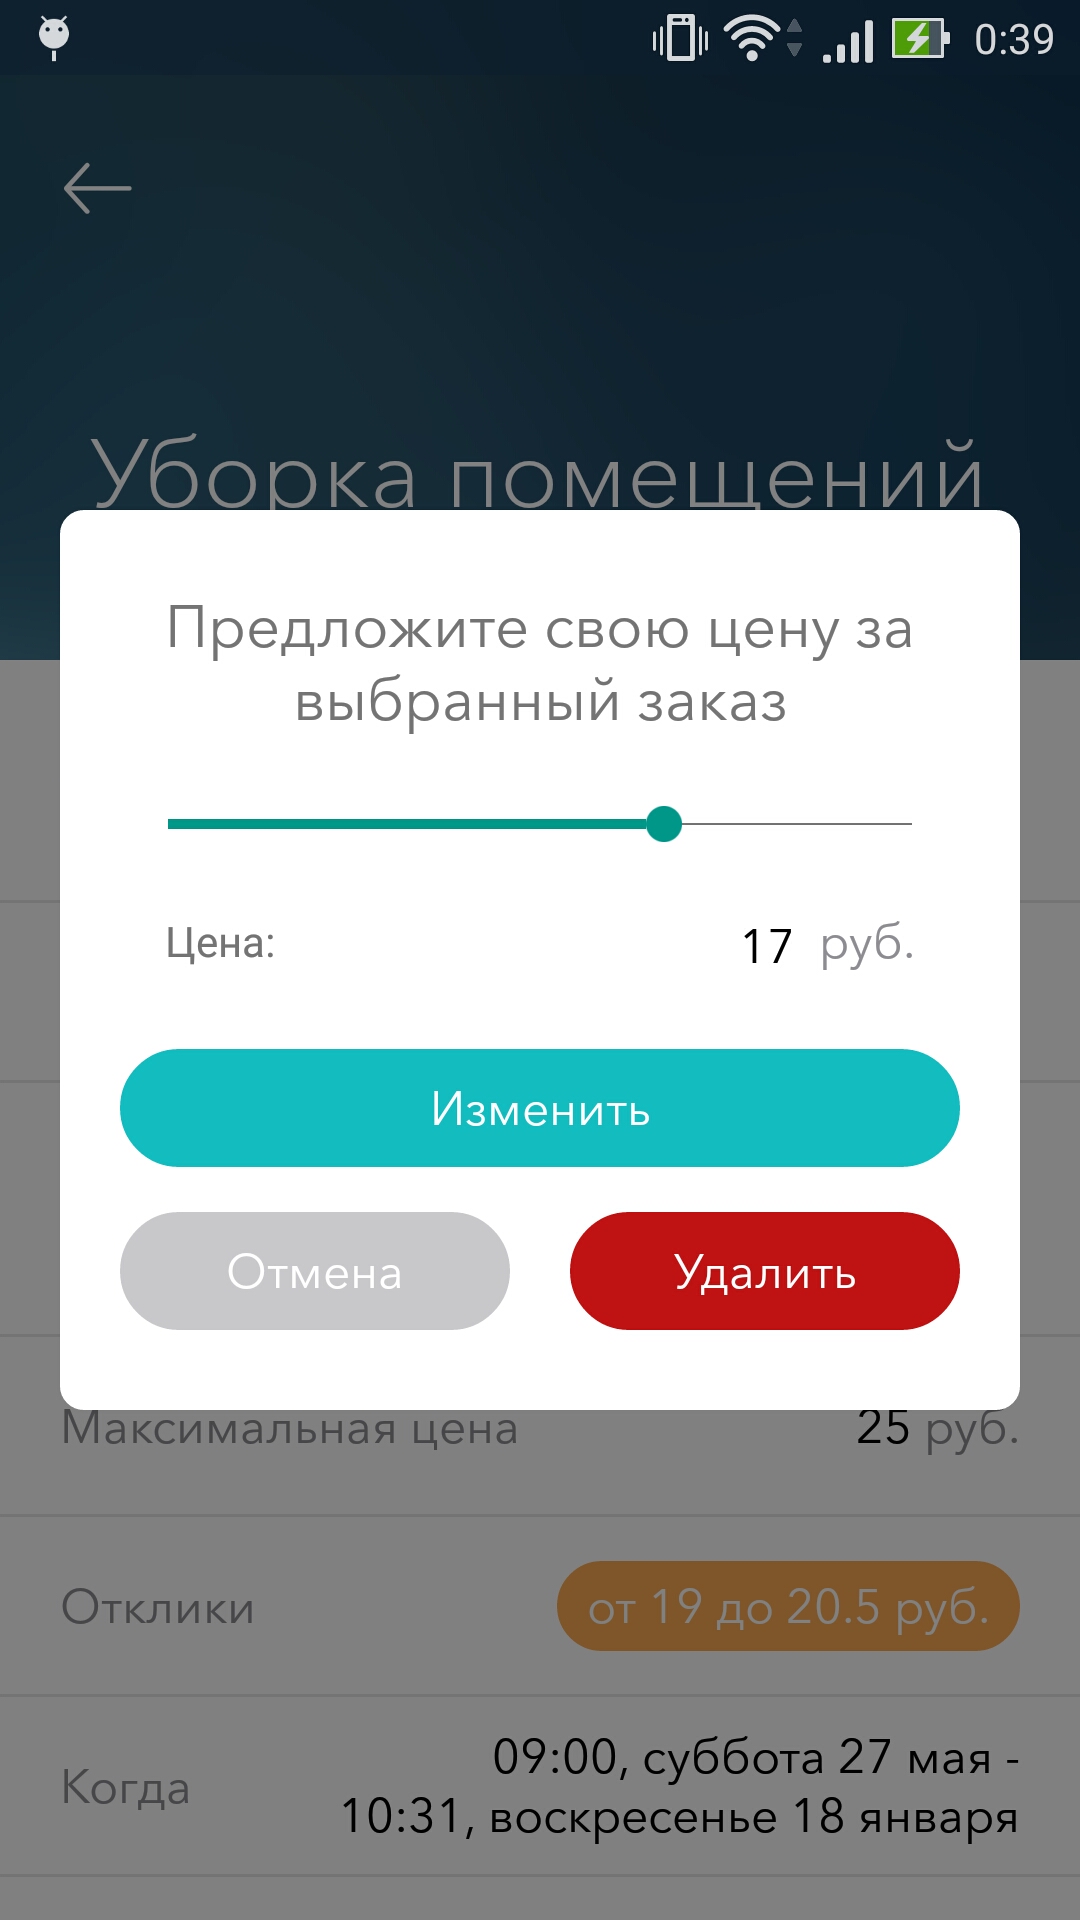 0:39
Уборка помещений
Предложите свою цену за
выбранный заказ
Цена: 17 руб.
Изменить
Отмена Удалить
Максимальная цена 25 руб.
Отклики от 19 до 20.5 руб.
Когда 09:00, суббота 27 мая -
10:31, воскресенье 18 января